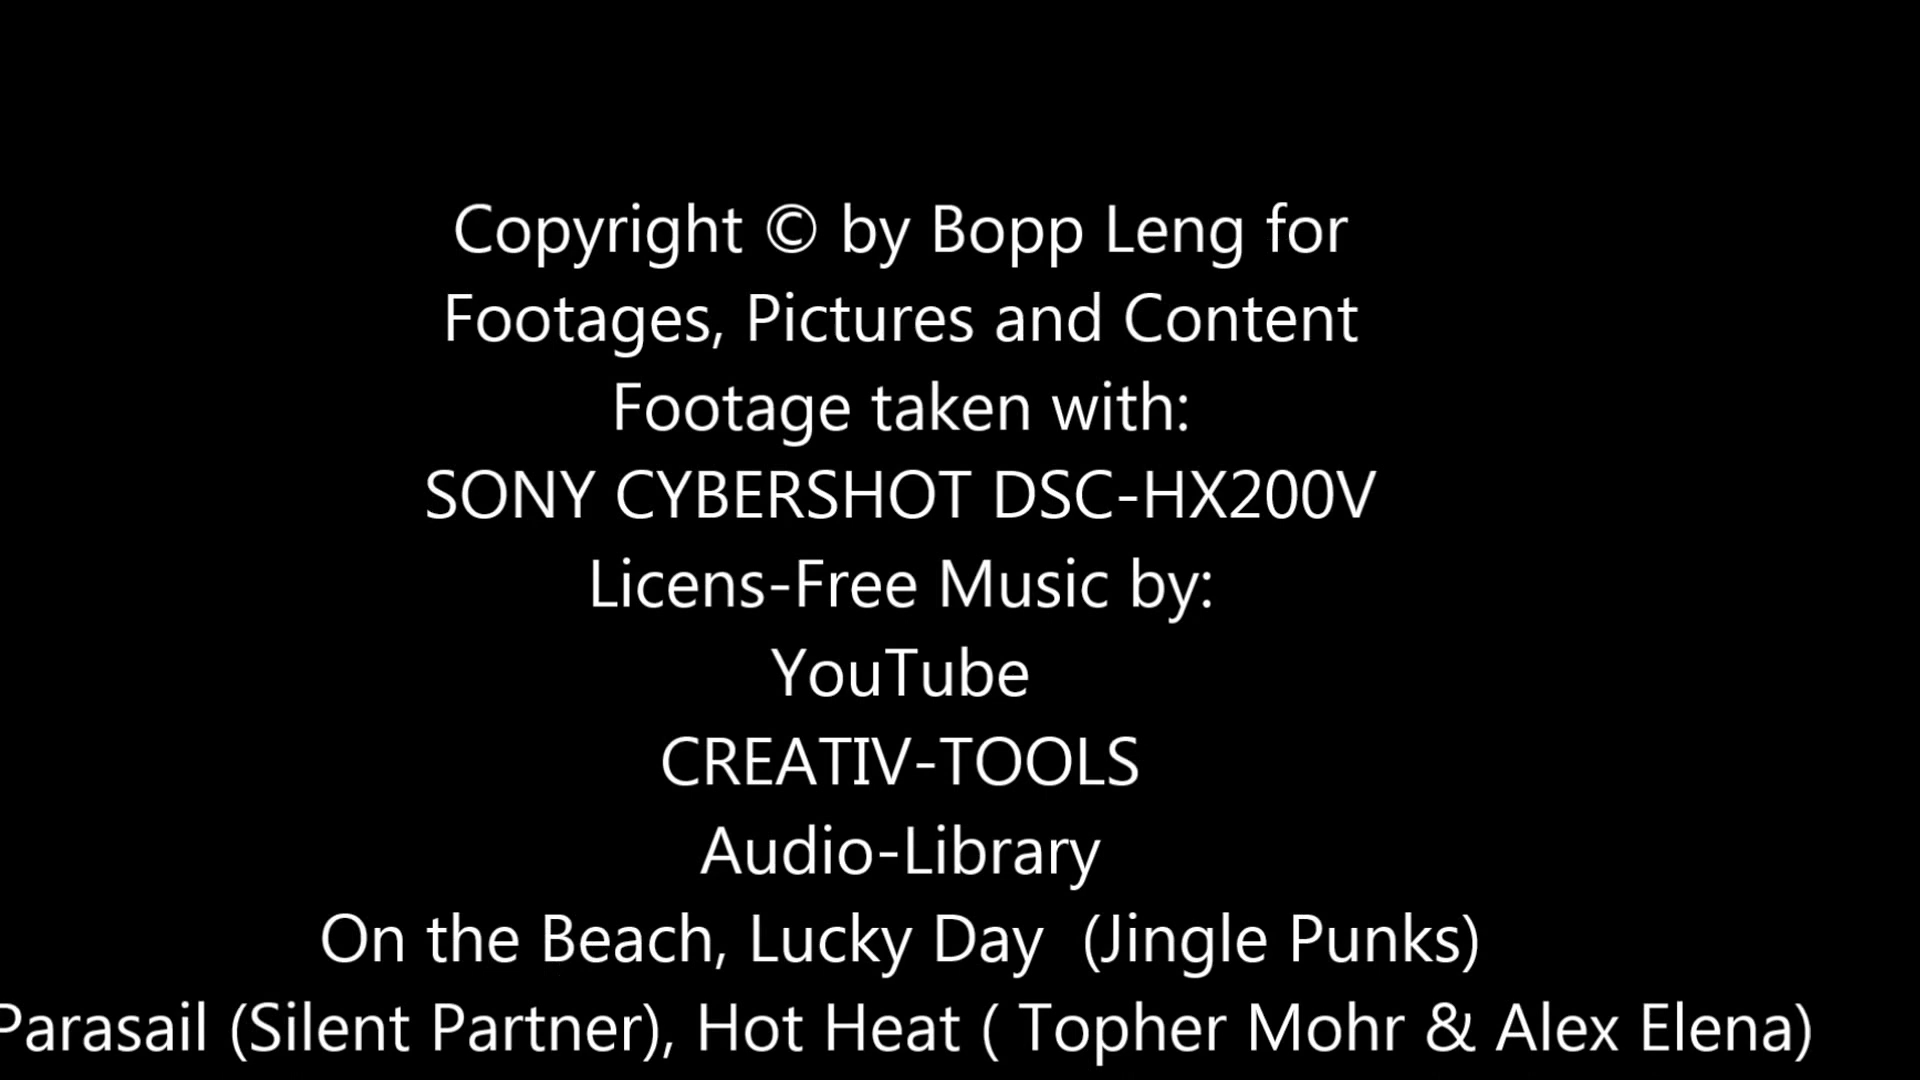 Copyright © by Bopp Leng for
Footages, Pictures and Content
Footage taken with:
SONY CYBERSHOT DSC-HX200V
Licens-Free Music by:
YouTube
CREATIV-TOOLS
Audio-Library
On the Beach, Lucky Day  (Jingle Punks)
Parasail (Silent Partner), Hot Heat ( Topher Mohr & Alex Elena)